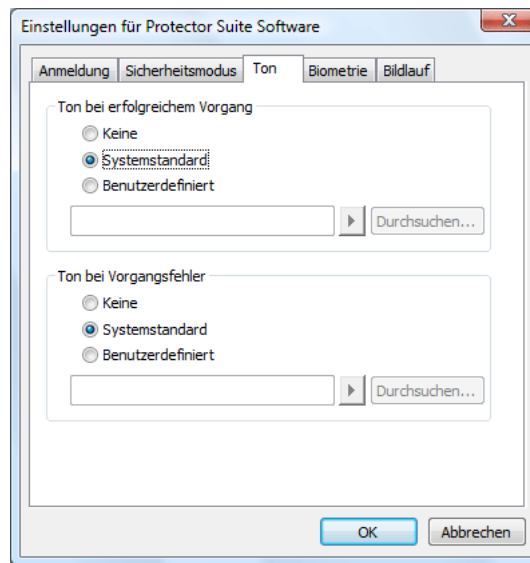 Einstellungen für Protector Suite Software
Anmeldung Sicherheitsmodus Ton Biometrie Bildlauf
Ton bei erfolgreichem Vorgang
Keine
Systemstandard
Benutzerdefiniert
Durchsuchen...
Ton bei Vorgangsfehler
Keine
Systemstandard
Benutzerdefiniert
Durchsuchen...
OK Abbrechen